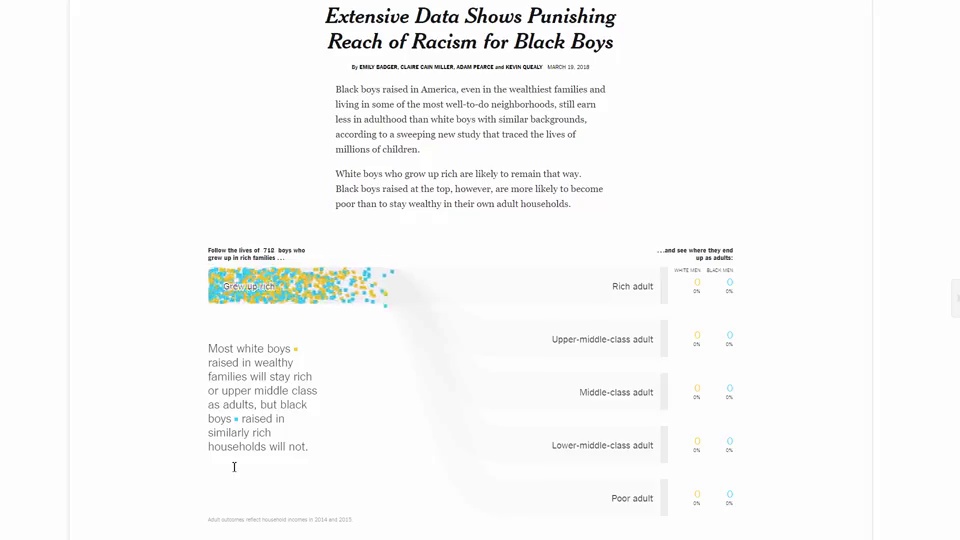 Extensive Data Shows Punishing
Reach of Racism for Black Boys
By EMILY BADGER, CLAIRE CAIN MILLER, ADAM PEARCE and KEVIN QUEALY MARCH 19, 2018
Black boys raised in America, even in the wealthiest families and
living in some of the most well-to-do neighborhoods, still earn
less in adulthood than white boys with similar backgrounds,
according to a sweeping new study that traced the lives of
millions of children.
White boys who grow up rich are likely to remain that way.
Black boys raised at the top, however, are more likely to become
poor than to stay wealthy in their own adult households.
Follow the lives of 712 boys who
grew up in rich families ...
...and see where they end
up as adults:
WHITE MEN BLACK MEN
Grew up rich
Rich adult 0 0
0% 0%
Upper-middle-class adult 0 0
0% 0%
Middle-class adult 0 0
0% 0%
Lower-middle-class adult 0 0
0% 0%
Poor adult 0 0
0% 0%
Most white boys
raised in wealthy
families will stay rich
or upper middle class
as adults, but black
boys raised in
similarly rich
households will not.
Adult outcomes reflect household incomes in 2014 and 2015.